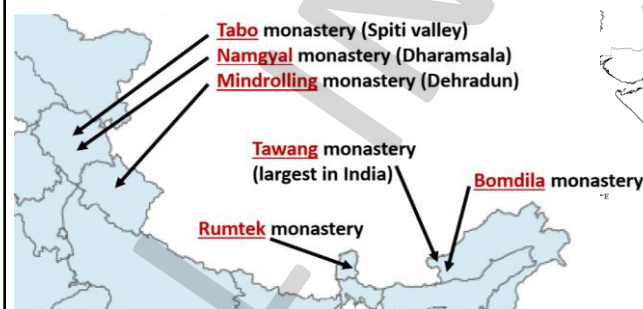 Tabo monastery (Spiti valley)
Namgyal monastery (Dharamsala)
Mindrolling monastery (Dehradun)
Tawang monastery
(largest in India)
Bomdila monastery
Rumtek monastery